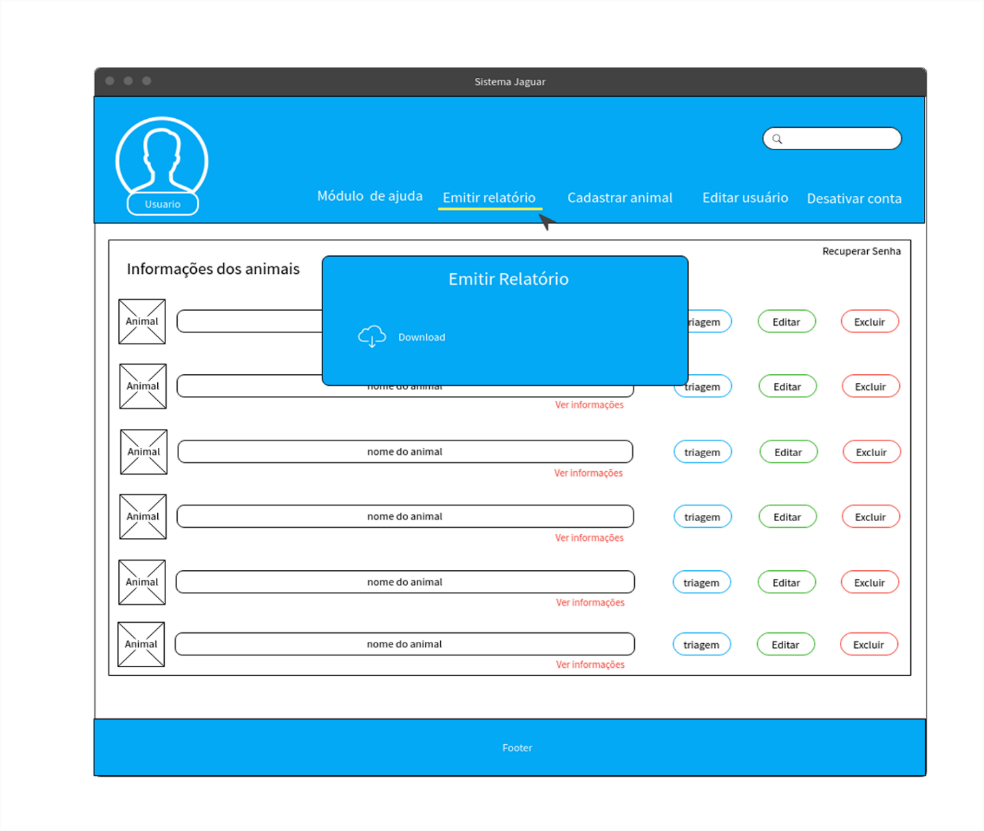 Sistema Jaguar
Usuario
Módulo de ajuda
Emitir relatório
Cadastrar animal
Editar usuário
Desativar conta
Recuperar Senha
Informações dos animais
Emitir Relatório
Download
Animal
riagem
Editar
Excluir
Animal
nome do animal
triagem
Editar
Excluir
Ver informações
Animal
nome do animal
triagem
Editar
Excluir
Ver informações
Animal
nome do animal
triagem
Editar
Excluir
Ver informações
Animal
nome do animal
triagem
Editar
Excluir
Ver informações
Animal
nome do animal
triagem
Editar
Excluir
Ver informações
Footer